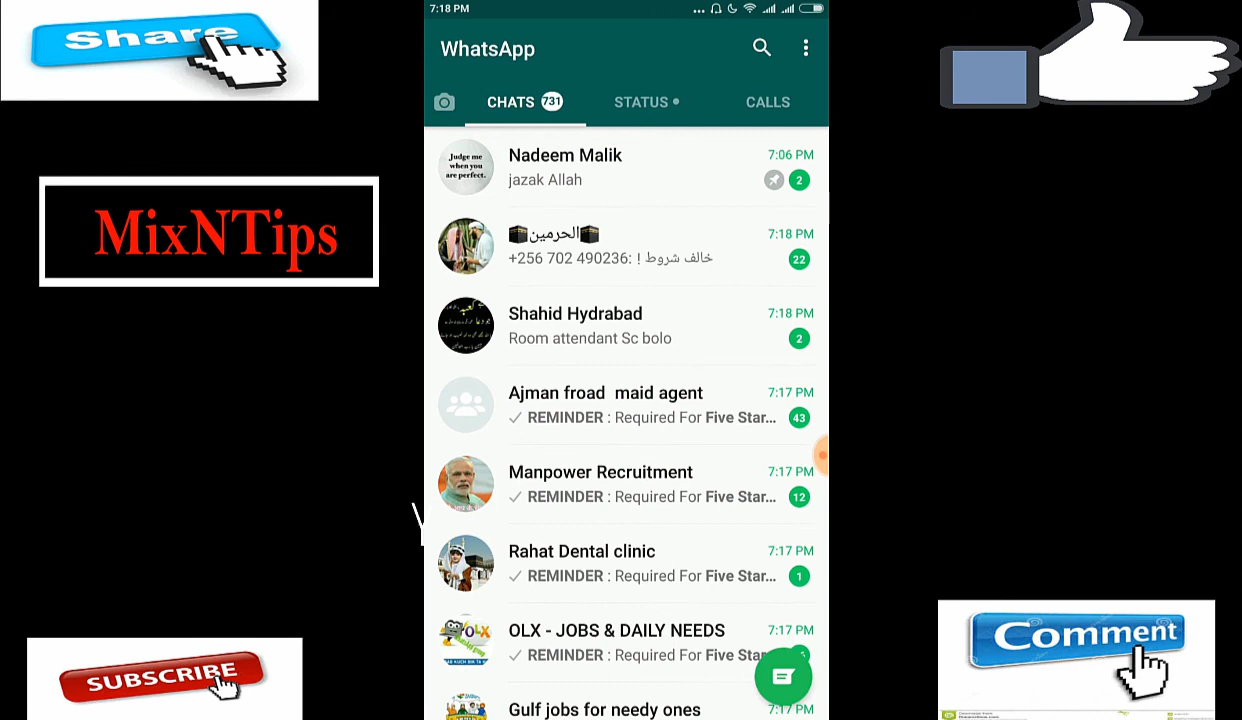 Share
MixNTips
SUBSCRIBE
Comment
7:18 PM
WhatsApp
CHATS 731
STATUS
CALLS
Judge me
when you
are perfect.
Nadeem Malik
7:06 PM
jazak Allah
2
🕋الحرمين🕋
7:18 PM
+256 702 490236: ! خالف شروط
22
Shahid Hydrabad
7:18 PM
Room attendant Sc bolo
2
Ajman froad maid agent
7:17 PM
REMINDER : Required For Five Star...
43
Manpower Recruitment
7:17 PM
REMINDER : Required For Five Star...
12
Rahat Dental clinic
7:17 PM
REMINDER : Required For Five Star...
1
OLX
OLX - JOBS & DAILY NEEDS
7:17 PM
REMINDER : Required For Five Star
Gulf jobs for needy ones
7:17 PM